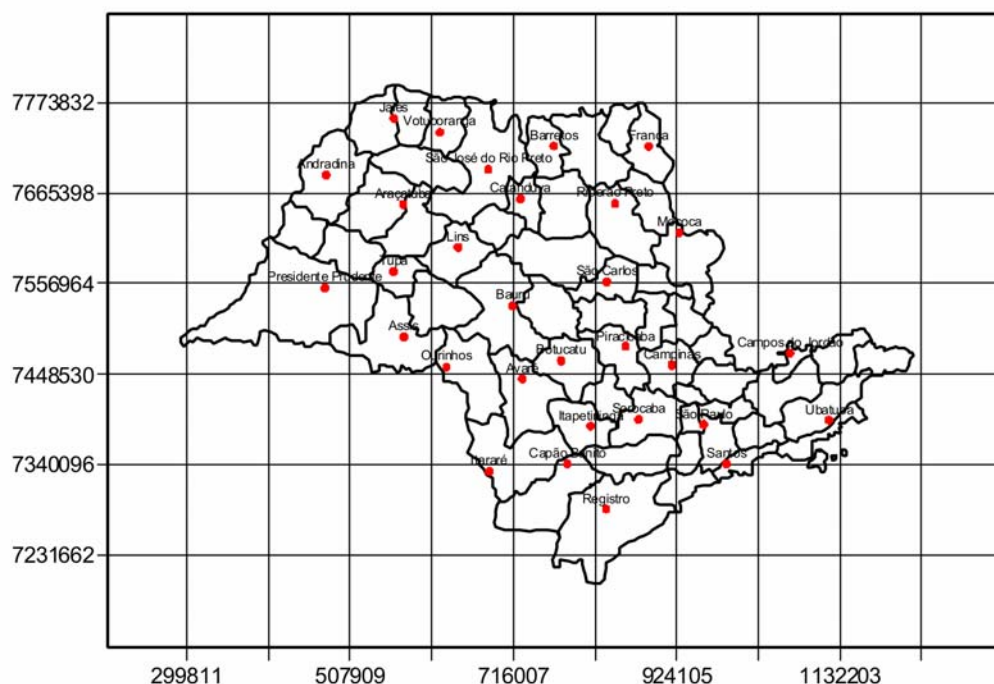 7773832
Jales
Votuporanga
Barretos
Franca
São José do Rio Preto
Andradina
7665398
Araçatuba
Catanduva
Ribeirão Preto
Mococa
Lins
Tupã
São Carlos
Presidente Prudente
7556964
Bauru
Assis
Piracicaba
Campos do Jordão
Ourinhos
Botucatu
Campinas
Avaré
7448530
Itapetininga
Sorocaba
São Paulo
Ubatuba
Itararé
Capão Bonito
Santos
7340096
Registro
7231662
299811 507909 716007 924105 1132203